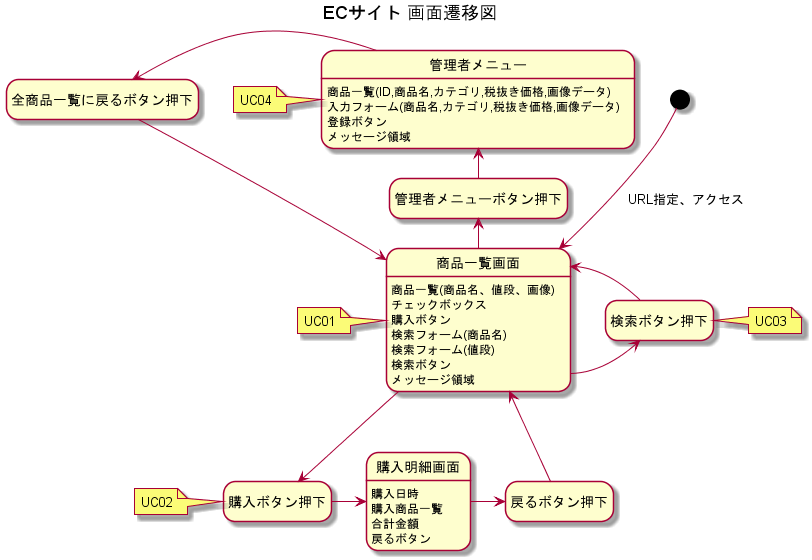 ECサイト 画面遷移図
管理者メニュー
商品一覧(ID,商品名,カテゴリ,税抜き価格,画像データ)
入力フォーム(商品名,カテゴリ,税抜き価格,画像データ)
登録ボタン
メッセージ領域
全商品一覧に戻るボタン押下
UC04
管理者メニューボタン押下
URL指定、アクセス
商品一覧画面
商品一覧(商品名、値段、画像)
チェックボックス
購入ボタン
検索フォーム(商品名)
検索フォーム(値段)
検索ボタン
メッセージ領域
UC01
検索ボタン押下
UC03
購入明細画面
購入日時
購入商品一覧
合計金額
戻るボタン
UC02
購入ボタン押下
戻るボタン押下